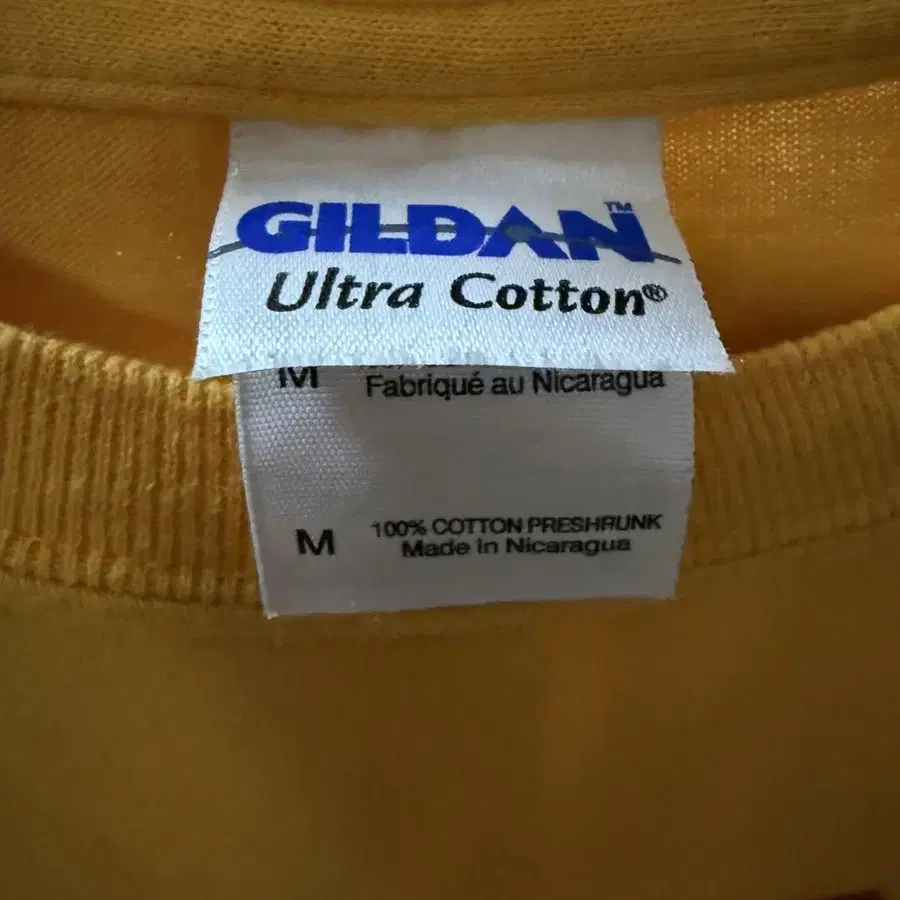 GILDAN™
Ultra Cotton®
M
Fabriqué au Nicaragua
M 100% COTTON PRESHRUNK
Made in Nicaragua